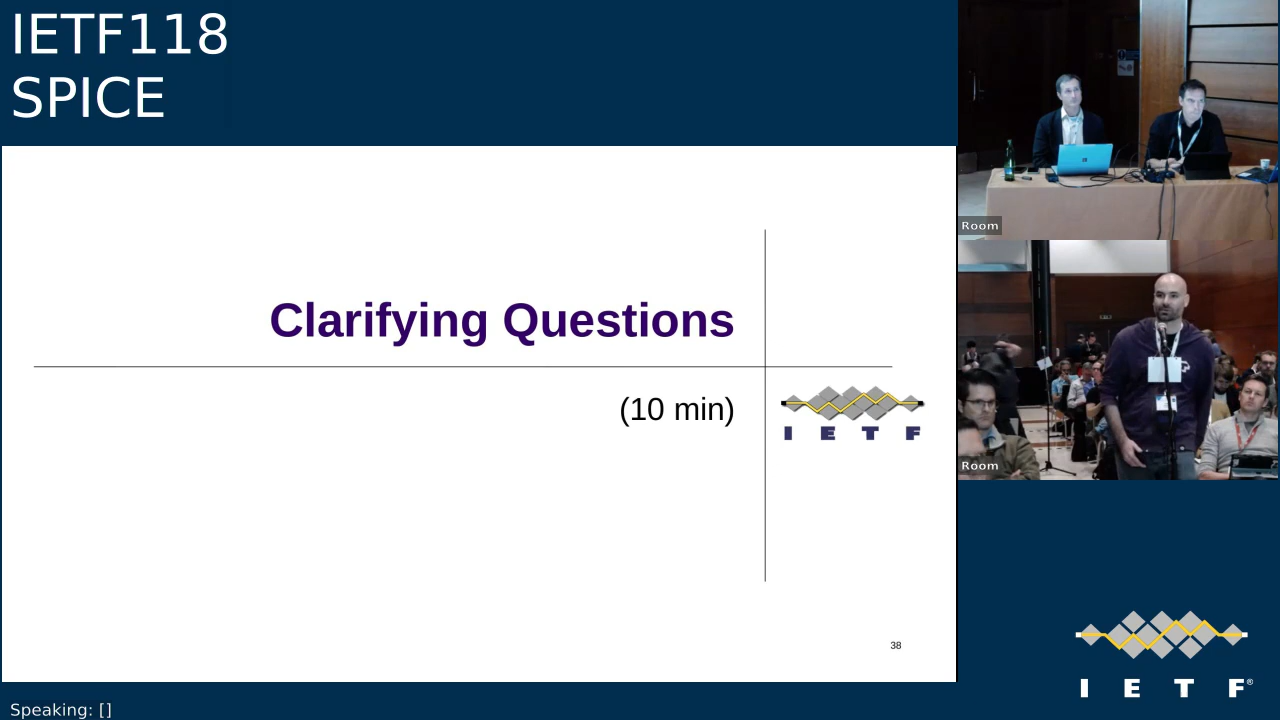 IETF118
SPICE
Clarifying Questions
(10 min)
I E T F
38
Room
Room
I E T F®
Speaking: []